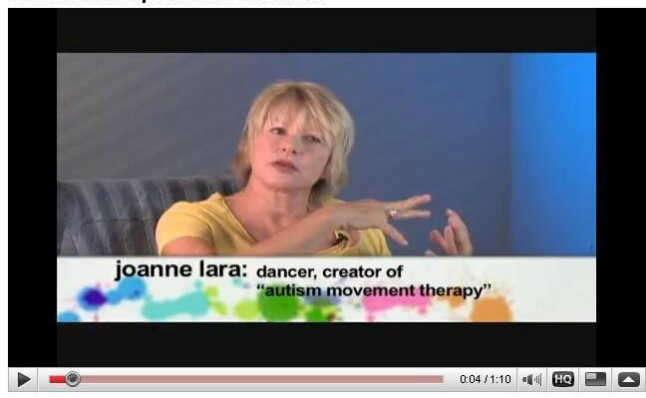 joanne lara: dancer, creator of
"autism movement therapy"
0:04 / 1:10
HQ